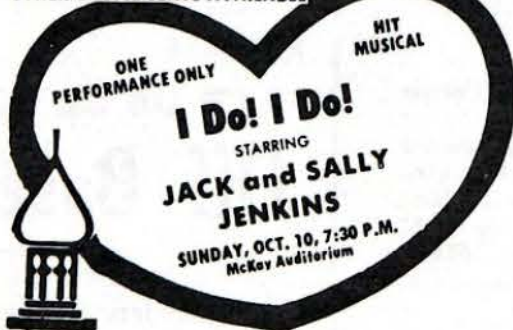 ONE
PERFORMANCE ONLY
HIT
MUSICAL
I Do! I Do!
STARRING
JACK and SALLY
JENKINS
SUNDAY, OCT. 10, 7:30 P.M.
McKay Auditorium